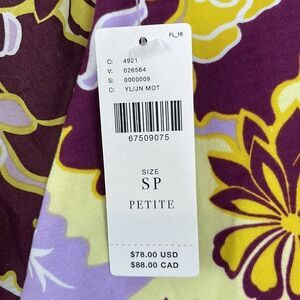 FL_18
C: 4921
V: 026564
S: 0000009
C: YL/JN MOT
67509075
SIZE
SP
PETITE
$78.00 USD
$88.00 CAD